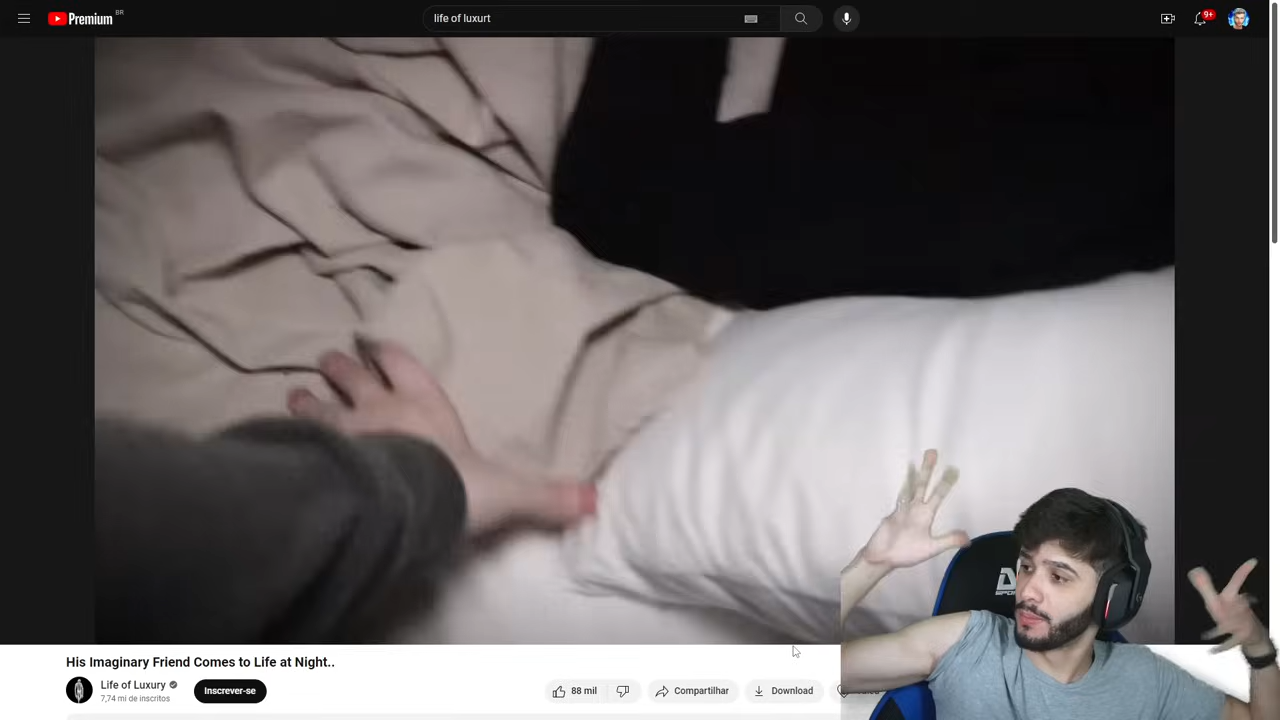 Premium BR
life of luxurt
9+
His Imaginary Friend Comes to Life at Night..
Life of Luxury
7,74 mi de inscritos
Inscrever-se
88 mil
Compartilhar
Download